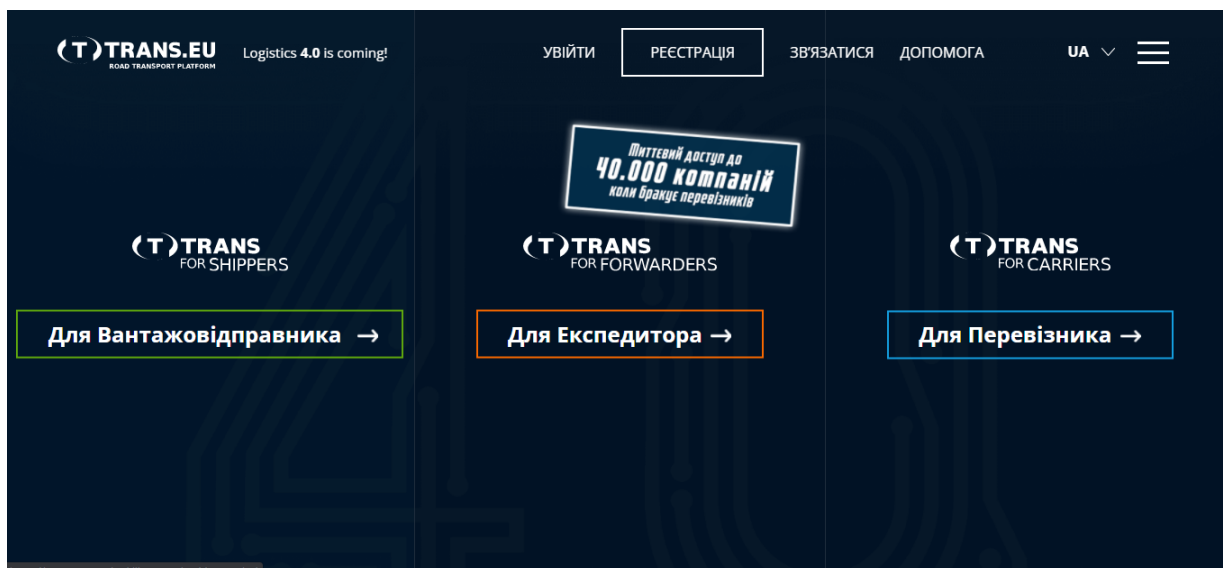 (T)TRANS.EU
ROAD TRANSPORT PLATFORM
Logistics 4.0 is coming!
УВІЙТИ
РЕЄСТРАЦІЯ
ЗВ'ЯЗАТИСЯ
ДОПОМОГА
UA
Миттєвий доступ до
40.000 компаній
коли бракує перевізників
(T)TRANS
FOR SHIPPERS
(T)TRANS
FOR FORWARDERS
(T)TRANS
FOR CARRIERS
Для Вантажовідправника →
Для Експедитора →
Для Перевізника →